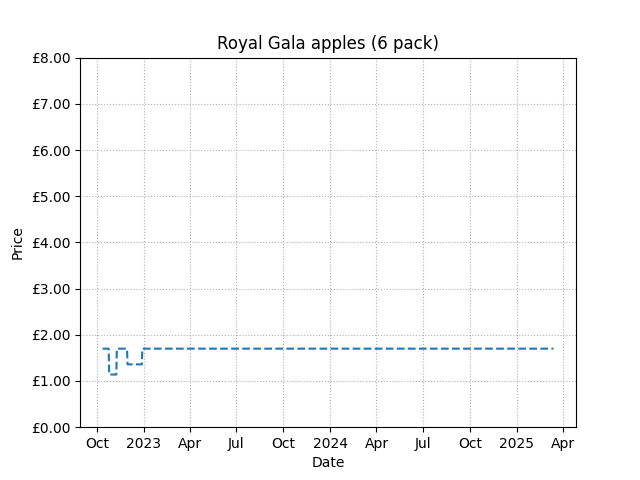 Royal Gala apples (6 pack)
£8.00
£7.00
£6.00
£5.00
£4.00
£3.00
£2.00
£1.00
£0.00
Price
Oct 2023 Apr Jul Oct 2024 Apr Jul Oct 2025 Apr
Date